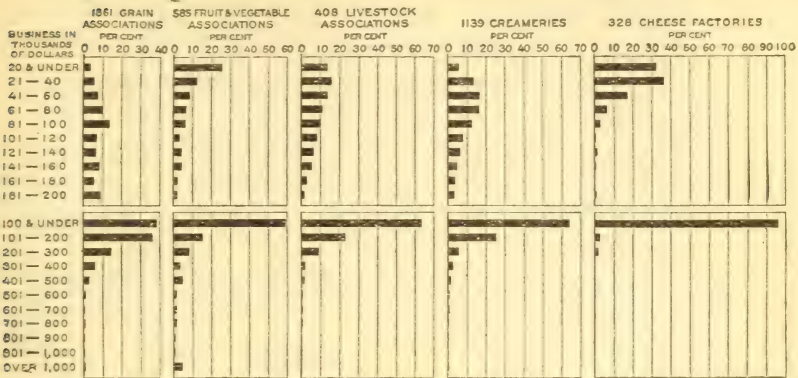 1861 GRAIN ASSOCIATIONS
PER CENT
0 10 20 30 40
585 FRUIT & VEGETABLE ASSOCIATIONS
PER CENT
0 10 20 30 40 50 60
408 LIVESTOCK ASSOCIATIONS
PER CENT
0 10 20 30 40 50 60 70
1139 CREAMERIES
PER CENT
0 10 20 30 40 50 60 70
328 CHEESE FACTORIES
PER CENT
0 10 20 30 40 50 60 70 80 90 100
BUSINESS IN
THOUSANDS
OF DOLLARS
20 & UNDER
21 — 40
41 — 60
61 — 80
81 — 100
101 — 120
121 — 140
141 — 160
161 — 180
181 — 200
100 & UNDER
101 — 200
201 — 300
301 — 400
401 — 500
501 — 600
601 — 700
701 — 800
801 — 900
901 — 1,000
OVER 1,000